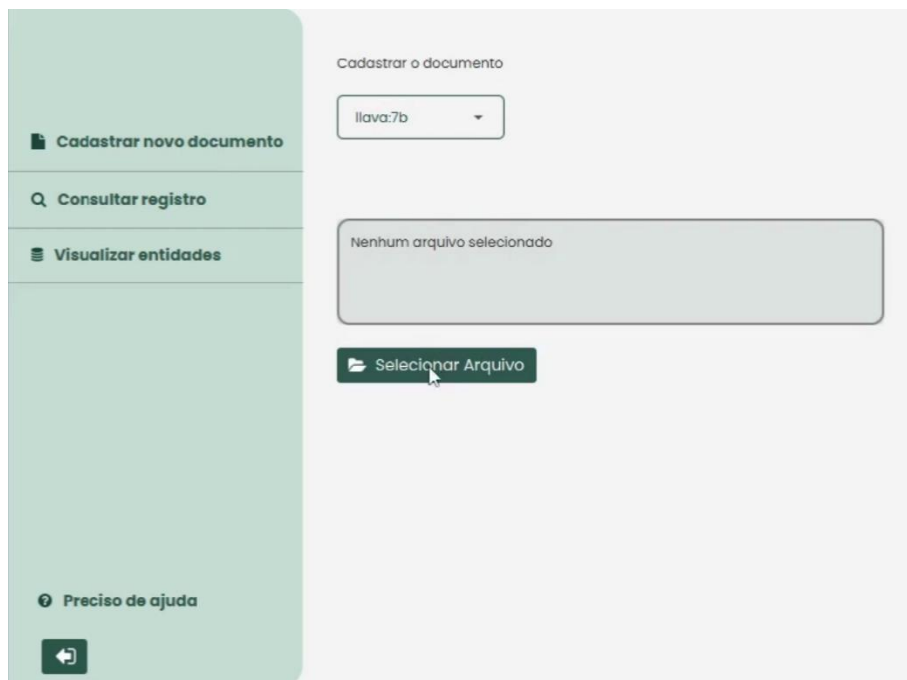 Cadastrar novo documento
Consultar registro
Visualizar entidades
Preciso de ajuda
Cadastrar o documento
llava:7b
Nenhum arquivo selecionado
Selecionar Arquivo